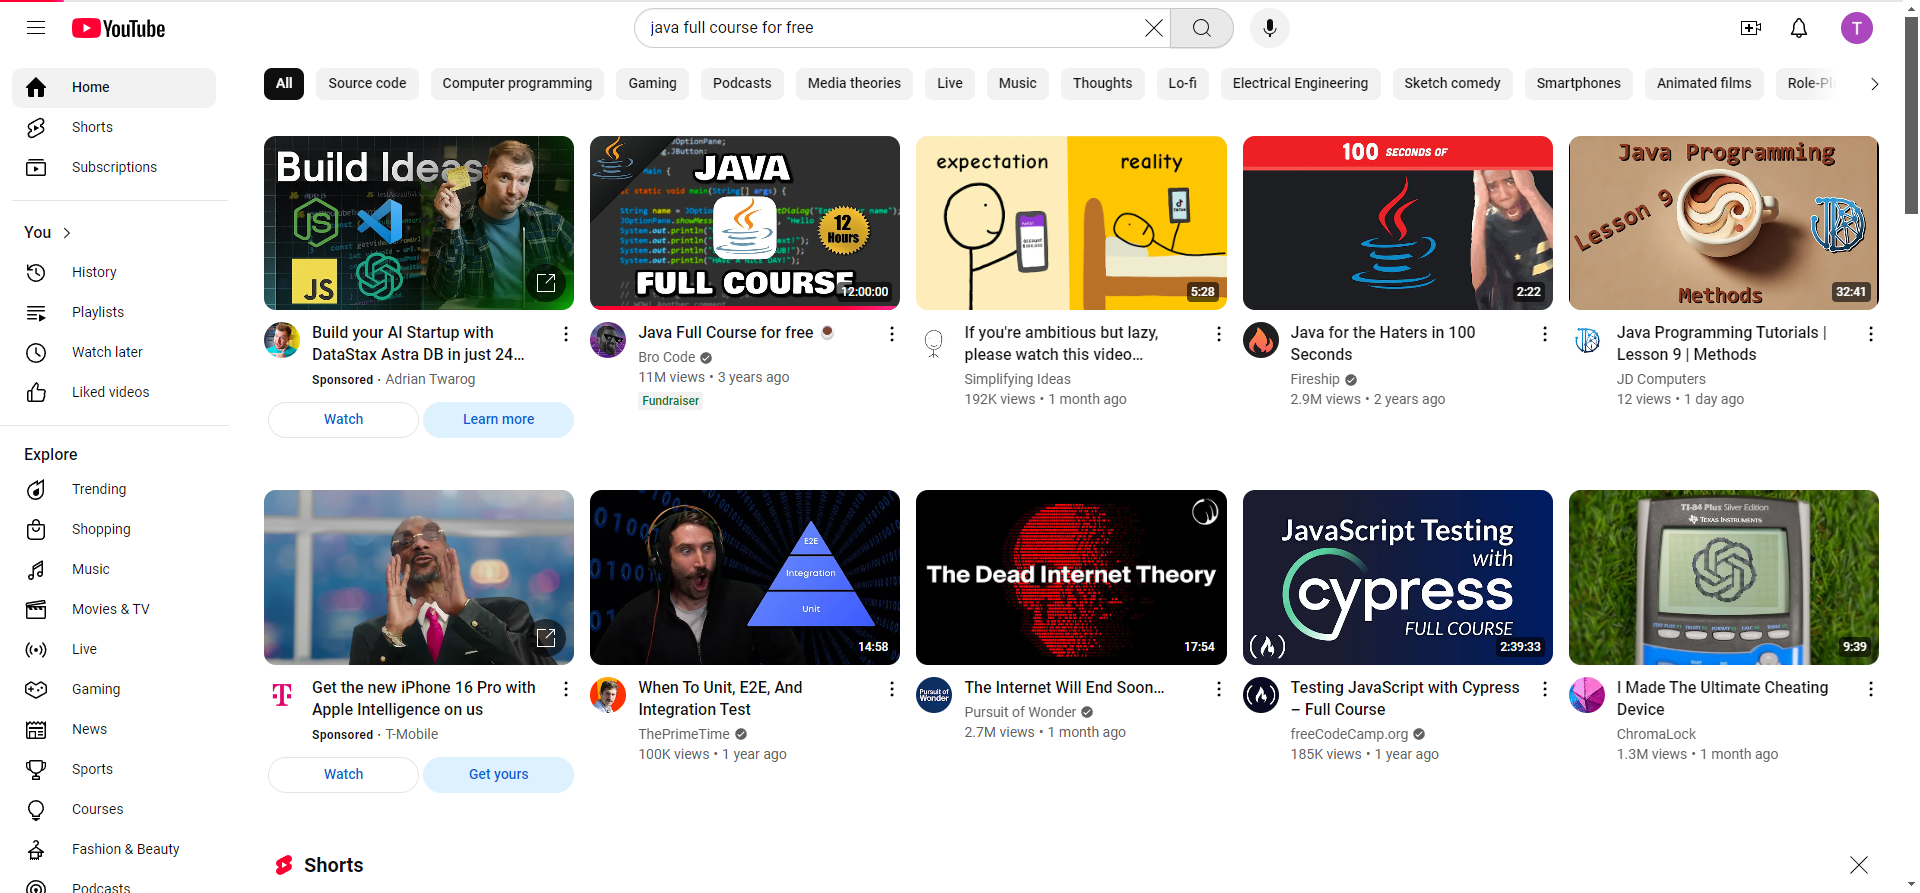 YouTube
java full course for free
T
Home
Shorts
Subscriptions
You
History
Playlists
Watch later
Liked videos
Explore
Trending
Shopping
Music
Movies & TV
Live
Gaming
News
Sports
Courses
Fashion & Beauty
Podcasts
All
Source code
Computer programming
Gaming
Podcasts
Media theories
Live
Music
Thoughts
Lo-fi
Electrical Engineering
Sketch comedy
Smartphones
Animated films
Build Ideas
JS
Build your AI Startup with
DataStax Astra DB in just 24...
Sponsored · Adrian Twarog
Watch
Learn more
JAVA
12
Hours
FULL COURSE
12:00:00
Java Full Course for free
Bro Code
11M views • 3 years ago
Fundraiser
expectation
reality
5:28
If you're ambitious but lazy,
please watch this video...
Simplifying Ideas
192K views • 1 month ago
100 SECONDS OF
2:22
Java for the Haters in 100
Seconds
Fireship
2.9M views • 2 years ago
Java Programming
Lesson 9
Methods
32:41
Java Programming Tutorials |
Lesson 9 | Methods
JD Computers
12 views • 1 day ago
Get the new iPhone 16 Pro with
Apple Intelligence on us
Sponsored · T-Mobile
Watch
Get yours
E2E
Integration
Unit
14:58
When To Unit, E2E, And
Integration Test
ThePrimeTime
100K views • 1 year ago
The Dead Internet Theory
17:54
Pursuit of
Wonder
The Internet Will End Soon...
Pursuit of Wonder
2.7M views • 1 month ago
JavaScript Testing
with
cypress
FULL COURSE
2:39:33
Testing JavaScript with Cypress
– Full Course
freeCodeCamp.org
185K views • 1 year ago
TI-84 Plus Silver Edition
TEXAS INSTRUMENTS
9:39
I Made The Ultimate Cheating
Device
ChromaLock
1.3M views • 1 month ago
Shorts